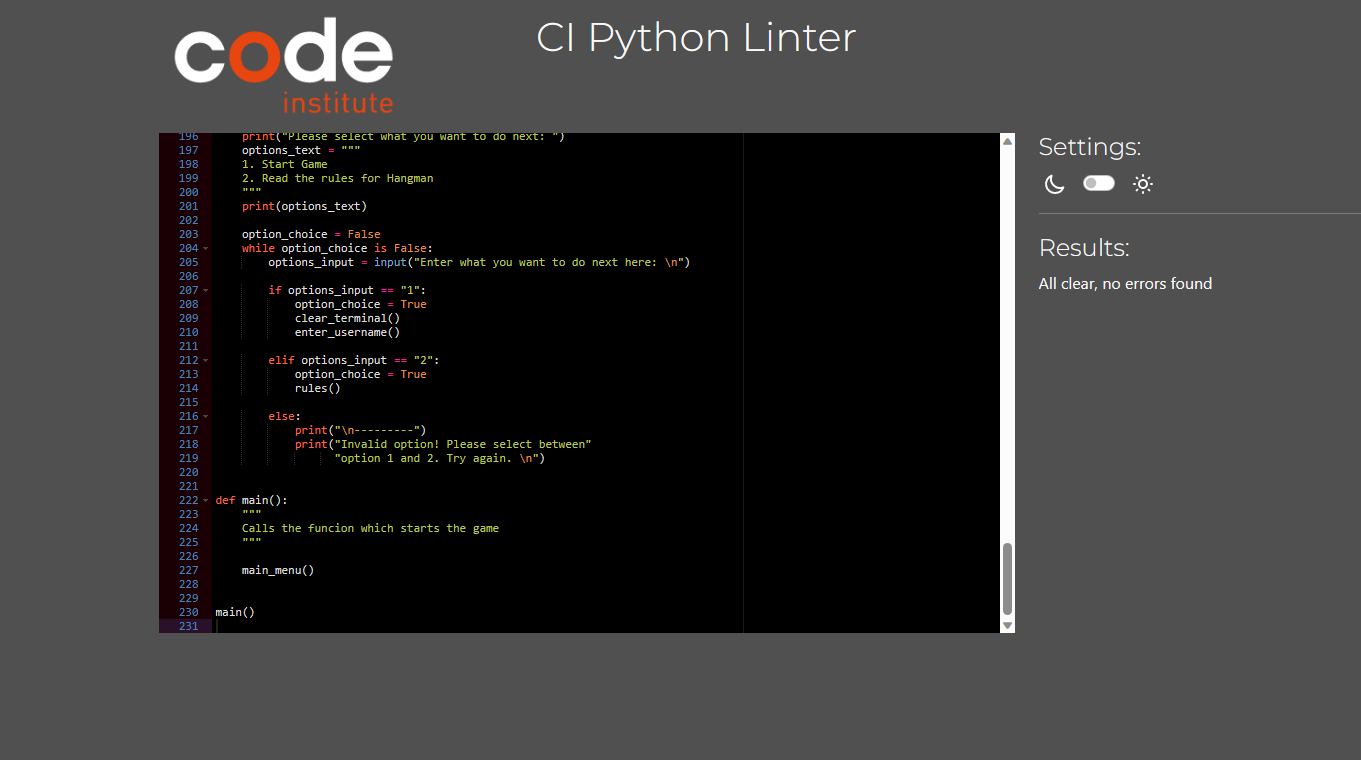 code
institute
CI Python Linter
196 print("Please select what you want to do next: ")
197 options_text = """
198 1. Start Game
199 2. Read the rules for Hangman
200 """
201 print(options_text)
202
203 option_choice = False
204 while option_choice is False:
205 options_input = input("Enter what you want to do next here: \n")
206
207 if options_input == "1":
208 option_choice = True
209 clear_terminal()
210 enter_username()
211
212 elif options_input == "2":
213 option_choice = True
214 rules()
215
216 else:
217 print("\n---------")
218 print("Invalid option! Please select between"
219 "option 1 and 2. Try again. \n")
220
221
222 def main():
223 """
224 Calls the funcion which starts the game
225 """
226
227 main_menu()
228
229
230 main()
231
Settings:
Results:
All clear, no errors found